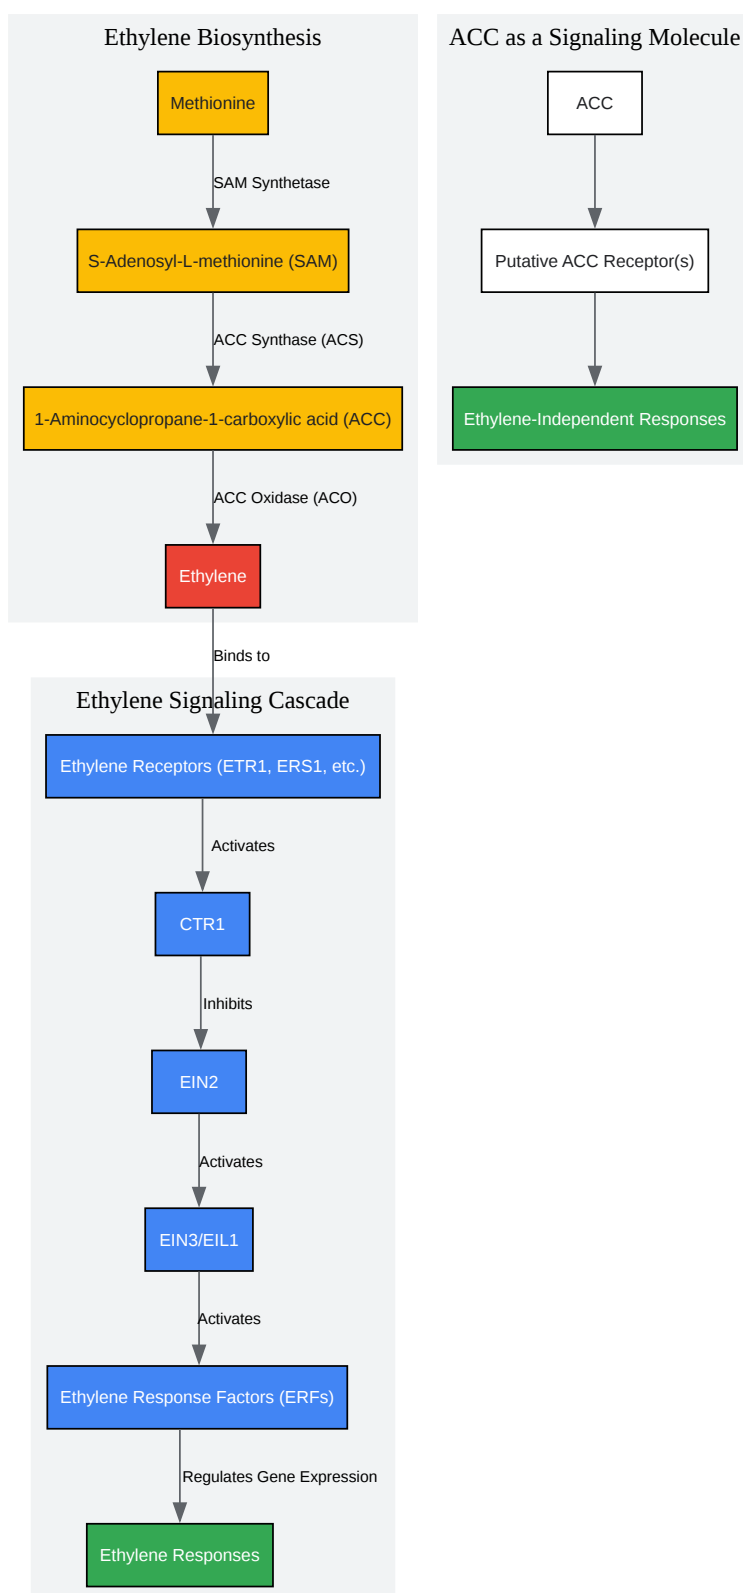 Ethylene Biosynthesis
Methionine
SAM Synthetase
S-Adenosyl-L-methionine (SAM)
ACC Synthase (ACS)
1-Aminocyclopropane-1-carboxylic acid (ACC)
ACC Oxidase (ACO)
Ethylene
Binds to
Ethylene Signaling Cascade
Ethylene Receptors (ETR1, ERS1, etc.)
Activates
CTR1
Inhibits
EIN2
Activates
EIN3/EIL1
Activates
Ethylene Response Factors (ERFs)
Regulates Gene Expression
Ethylene Responses
ACC as a Signaling Molecule
ACC
Putative ACC Receptor(s)
Ethylene-Independent Responses